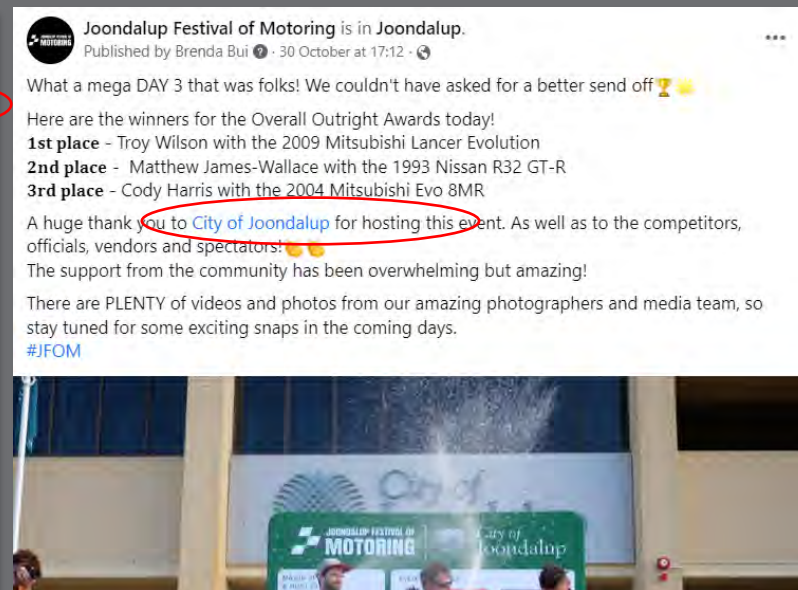 MOTORING
Joondalup Festival of Motoring is in Joondalup.
Published by Brenda Bui · 30 October at 17:12 ·
What a mega DAY 3 that was folks! We couldn't have asked for a better send off🏆⭐
Here are the winners for the Overall Outright Awards today!
1st place - Troy Wilson with the 2009 Mitsubishi Lancer Evolution
2nd place - Matthew James-Wallace with the 1993 Nissan R32 GT-R
3rd place - Cody Harris with the 2004 Mitsubishi Evo 8MR
A huge thank you to City of Joondalup for hosting this event. As well as to the competitors,
officials, vendors and spectators!👏👏
The support from the community has been overwhelming but amazing!
There are PLENTY of videos and photos from our amazing photographers and media team, so
stay tuned for some exciting snaps in the coming days.
#JFOM
City of
JOONDALUP FESTIVAL OF
MOTORING
City of
Joondalup